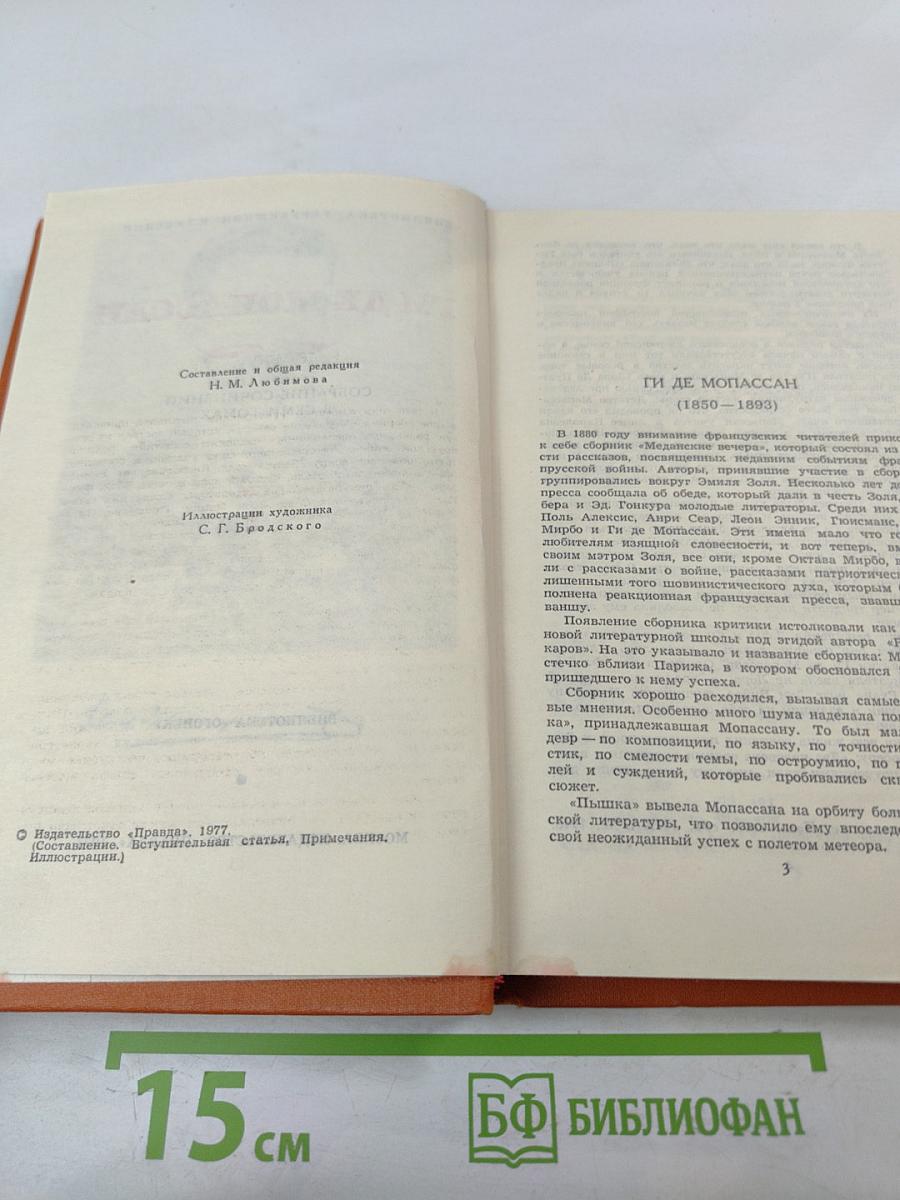 Составление и общая редакция
Н. М. Любимова
Иллюстрации художника
С. Г. Бродского
© Издательство «Правда». 1977.
(Составление. Вступительная статья, Примечания.
Иллюстрации.)
ГИ ДЕ МОПАССАН
(1850—1893)
В 1880 году внимание французских читателей прико
к себе сборник «Меданские вечера», который состоял из
сти рассказов, посвященных недавним событиям фра
прусской войны. Авторы, принявшие участие в сбор
группировались вокруг Эмиля Золя. Несколько лет д
пресса сообщала об обеде, который дали в честь Золя,
бера и Эд. Гонкура молодые литераторы. Среди них
Поль Алексис, Анри Сеар, Леон Энник, Гюисманс,
Мирбо и Ги де Мопассан. Эти имена мало что го
любителям изящной словесности, и вот теперь, вм
своим мэтром Золя, все они, кроме Октава Мирбо, в
ли с рассказами о войне, рассказами патриотичес
лишенными того шовинистического духа, которым
полнена реакционная французская пресса, звавш
ваншу.
Появление сборника критики истолковали как
новой литературной школы под эгидой автора «Р
каров». На это указывало и название сборника: М
стечко вблизи Парижа, в котором обосновался
пришедшего к нему успеха.
Сборник хорошо расходился, вызывая самые
вые мнения. Особенно много шума наделала по
ка», принадлежавшая Мопассану. То был ма
девр — по композиции, по языку, по точности
стик, по смелости темы, по остроумию, по
лей и суждений, которые пробивались ск
сюжет.
«Пышка» вывела Мопассана на орбиту боль
ской литературы, что позволило ему впослед
свой неожиданный успех с полетом метеора.
3
15 см
БФ БИБЛИОФАН